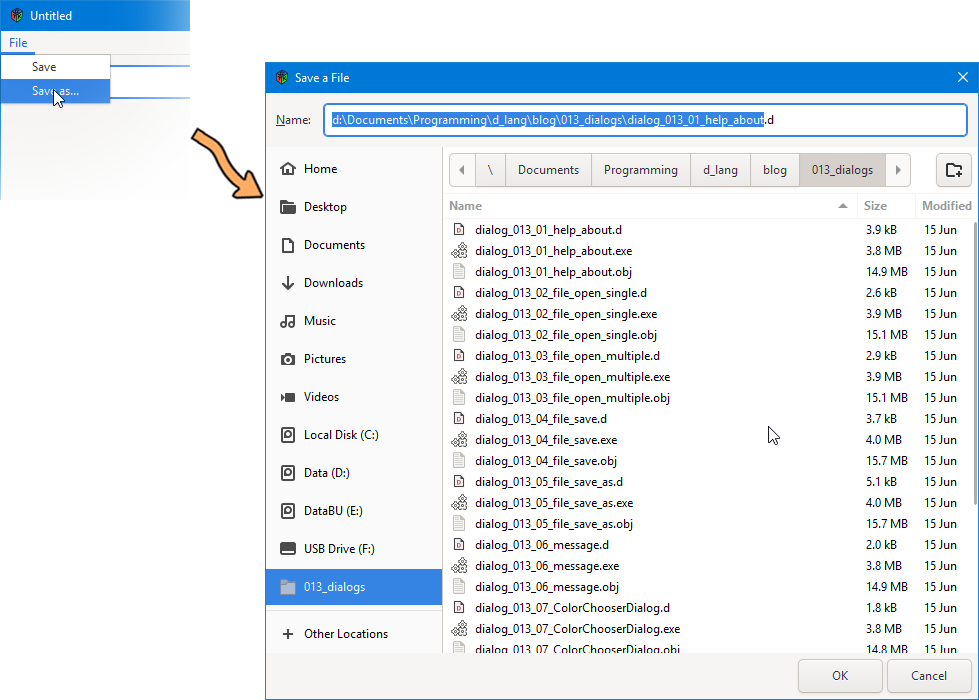 Untitled
File
Save
Save as...
Save a File
Name: d:\Documents\Programming\d_lang\blog\013_dialogs\dialog_013_01_help_about.d
Home
Desktop
Documents
Downloads
Music
Pictures
Videos
Local Disk (C:)
Data (D:)
DataBU (E:)
USB Drive (F:)
013_dialogs
Other Locations
\ Documents Programming d_lang blog 013_dialogs
Name Size Modified
dialog_013_01_help_about.d 3.9 kB 15 Jun
dialog_013_01_help_about.exe 3.8 MB 15 Jun
dialog_013_01_help_about.obj 14.9 MB 15 Jun
dialog_013_02_file_open_single.d 2.6 kB 15 Jun
dialog_013_02_file_open_single.exe 3.9 MB 15 Jun
dialog_013_02_file_open_single.obj 15.1 MB 15 Jun
dialog_013_03_file_open_multiple.d 2.9 kB 15 Jun
dialog_013_03_file_open_multiple.exe 3.9 MB 15 Jun
dialog_013_03_file_open_multiple.obj 15.1 MB 15 Jun
dialog_013_04_file_save.d 3.7 kB 15 Jun
dialog_013_04_file_save.exe 4.0 MB 15 Jun
dialog_013_04_file_save.obj 15.7 MB 15 Jun
dialog_013_05_file_save_as.d 5.1 kB 15 Jun
dialog_013_05_file_save_as.exe 4.0 MB 15 Jun
dialog_013_05_file_save_as.obj 15.7 MB 15 Jun
dialog_013_06_message.d 2.0 kB 15 Jun
dialog_013_06_message.exe 3.8 MB 15 Jun
dialog_013_06_message.obj 14.9 MB 15 Jun
dialog_013_07_ColorChooserDialog.d 1.8 kB 15 Jun
dialog_013_07_ColorChooserDialog.exe 3.8 MB 15 Jun
dialog_013_07_ColorChooserDialog.obj 14.8 MB 15 Jun
OK Cancel